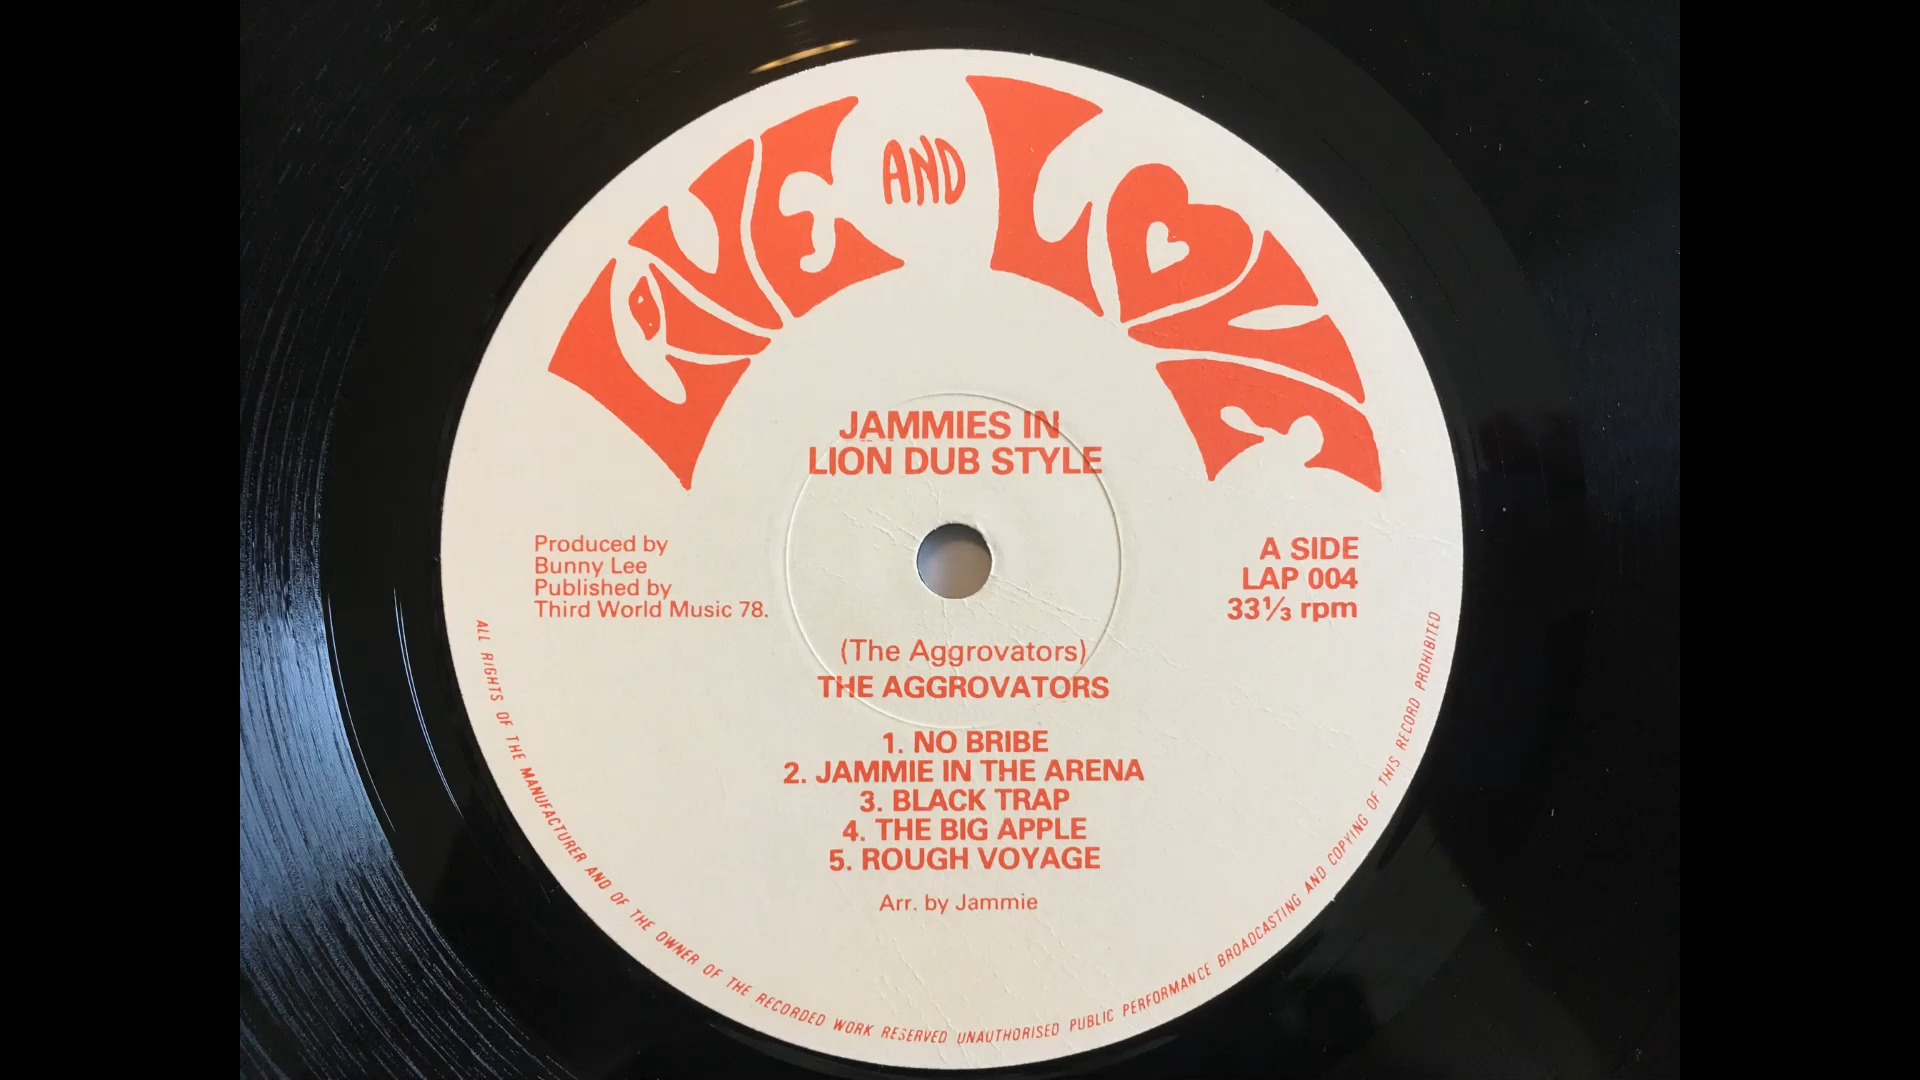 LIVE AND LOVE
JAMMIES IN
LION DUB STYLE
Produced by
Bunny Lee
Published by
Third World Music 78.
A SIDE
LAP 004
33⅓ rpm
(The Aggrovators)
THE AGGROVATORS
1. NO BRIBE
2. JAMMIE IN THE ARENA
3. BLACK TRAP
4. THE BIG APPLE
5. ROUGH VOYAGE
Arr. by Jammie
ALL RIGHTS OF THE MANUFACTURER AND OF THE OWNER OF THE RECORDED WORK RESERVED UNAUTHORISED PUBLIC PERFORMANCE BROADCASTING AND COPYING OF THIS RECORD PROHIBITED